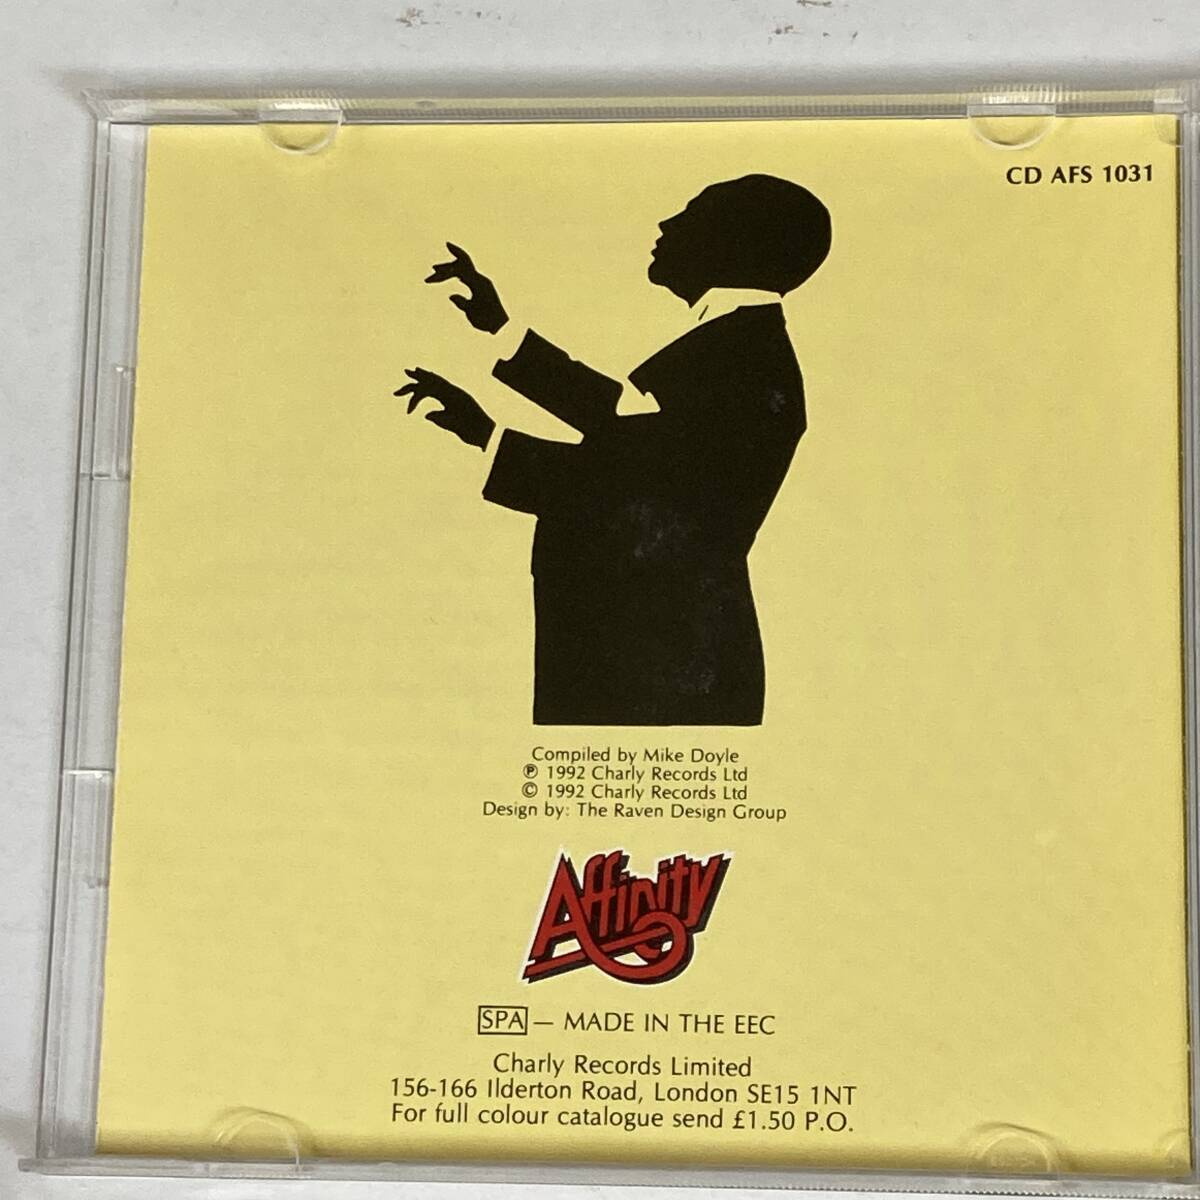 CD AFS 1031
Compiled by Mike Doyle
℗ 1992 Charly Records Ltd
© 1992 Charly Records Ltd
Design by: The Raven Design Group
Affinity
SPA — MADE IN THE EEC
Charly Records Limited
156-166 Ilderton Road, London SE15 1NT
For full colour catalogue send £1.50 P.O.